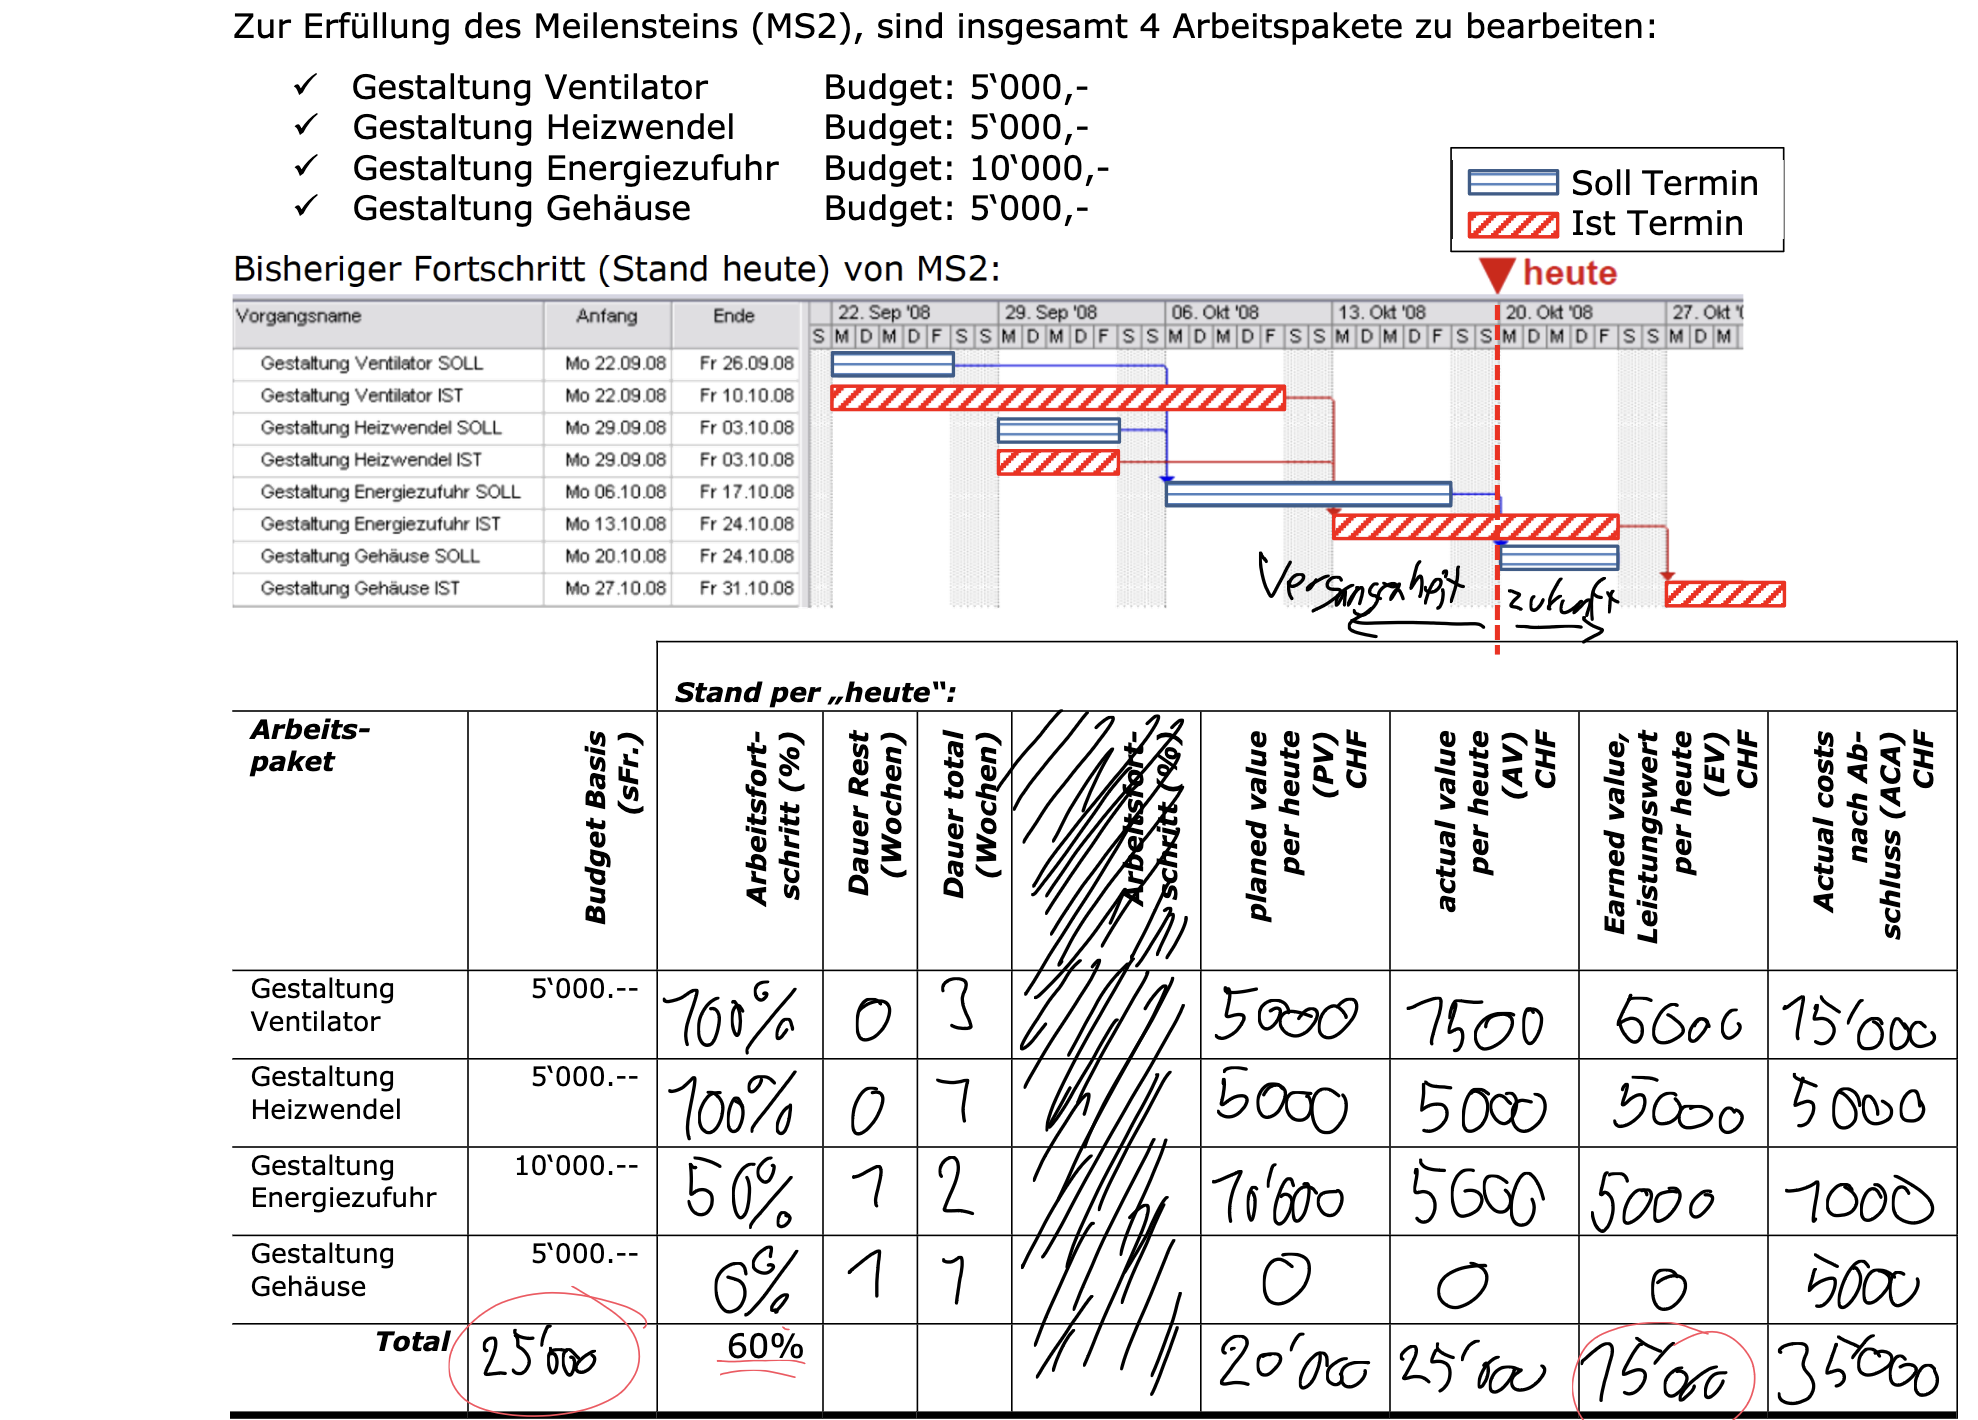 Zur Erfüllung des Meilensteins (MS2), sind insgesamt 4 Arbeitspakete zu bearbeiten:
✓ Gestaltung Ventilator Budget: 5‘000,-
✓ Gestaltung Heizwendel Budget: 5‘000,-
✓ Gestaltung Energiezufuhr Budget: 10‘000,-
✓ Gestaltung Gehäuse Budget: 5‘000,-
Soll Termin
Ist Termin
Bisheriger Fortschritt (Stand heute) von MS2:
heute
Vorgangsname Anfang Ende 22. Sep '08 29. Sep '08 06. Okt '08 13. Okt '08 20. Okt '08 27. Okt '
S M D M D F S S M D M D F S S M D M D F S S M D M D F S S M D M D F S S M D M
Gestaltung Ventilator SOLL Mo 22.09.08 Fr 26.09.08
Gestaltung Ventilator IST Mo 22.09.08 Fr 10.10.08
Gestaltung Heizwendel SOLL Mo 29.09.08 Fr 03.10.08
Gestaltung Heizwendel IST Mo 29.09.08 Fr 03.10.08
Gestaltung Energiezufuhr SOLL Mo 06.10.08 Fr 17.10.08
Gestaltung Energiezufuhr IST Mo 13.10.08 Fr 24.10.08
Gestaltung Gehäuse SOLL Mo 20.10.08 Fr 24.10.08
Gestaltung Gehäuse IST Mo 27.10.08 Fr 31.10.08
Vergangenheit zukunft
Stand per „heute“:
Arbeits-
paket
Budget Basis
(sFr.)
Arbeitsfort-
schritt (%)
Dauer Rest
(Wochen)
Dauer total
(Wochen)
Arbeitsfort-
schritt (%)
planed value
per heute
(PV)
CHF
actual value
per heute
(AV)
CHF
Earned value,
Leistungswert
per heute
(EV)
CHF
Actual costs
nach Ab-
schluss (ACA)
CHF
Gestaltung
Ventilator
5‘000.-- 100% 0 3 5000 1500 5000 15'000
Gestaltung
Heizwendel
5‘000.-- 100% 0 1 5000 5000 5000 5000
Gestaltung
Energiezufuhr
10‘000.-- 50% 1 2 10'000 5000 5000 1000
Gestaltung
Gehäuse
5‘000.-- 0% 1 1 0 0 0 5000
Total 25'000 60% 20'000 25'000 15'000 35000